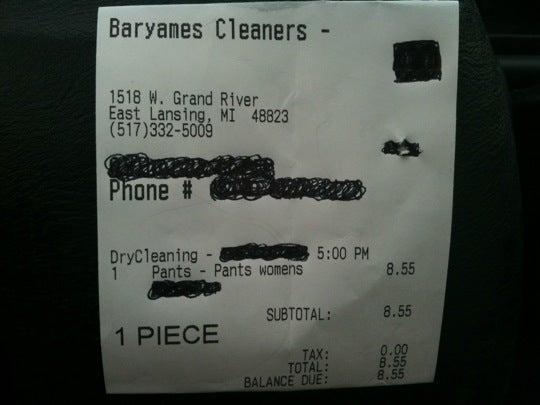 Baryames Cleaners -
1518 W. Grand River
East Lansing, MI 48823
(517)332-5009
Phone #
DryCleaning - 5:00 PM
1 Pants - Pants womens 8.55
SUBTOTAL: 8.55
1 PIECE
TAX: 0.00
TOTAL: 8.55
BALANCE DUE: 8.55